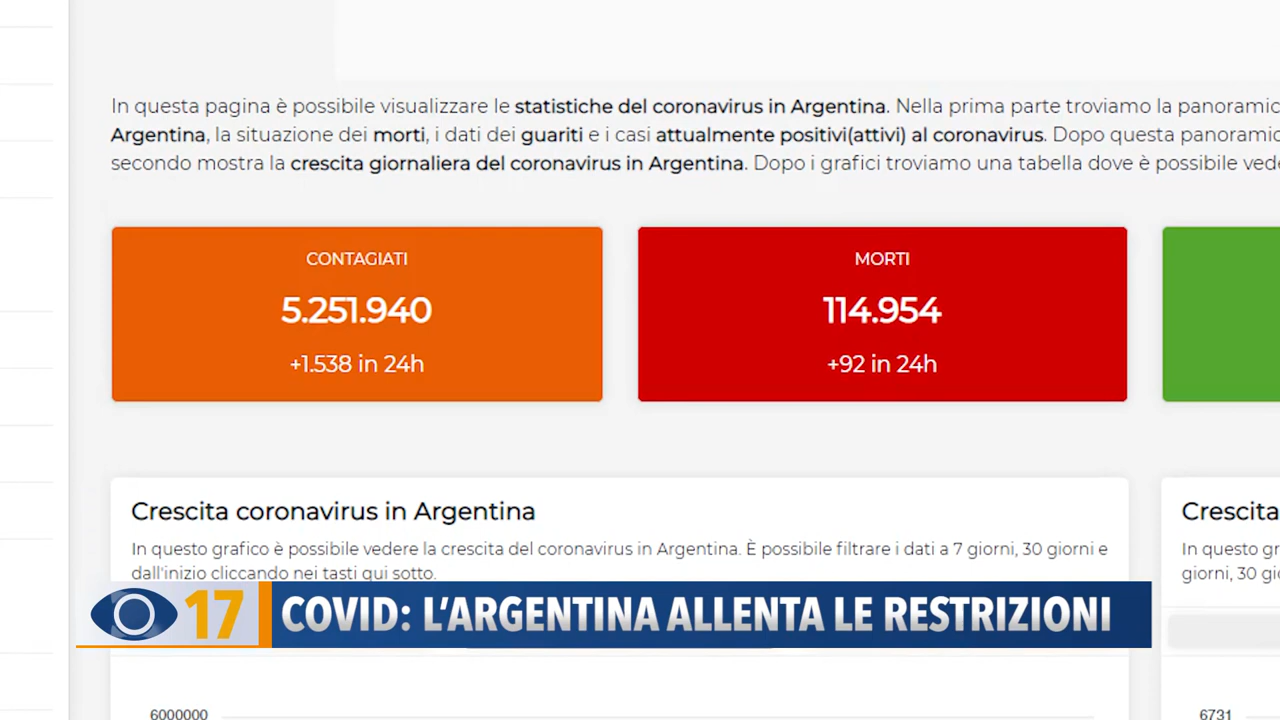 In questa pagina è possibile visualizzare le statistiche del coronavirus in Argentina. Nella prima parte troviamo la
Argentina, la situazione dei morti, i dati dei guariti e i casi attualmente positivi(attivi) al coronavirus. Dopo questa
secondo mostra la crescita giornaliera del coronavirus in Argentina. Dopo i grafici troviamo una tabella dove è possibile
CONTAGIATI
5.251.940
+1.538 in 24h
MORTI
114.954
+92 in 24h
Crescita coronavirus in Argentina
In questo grafico è possibile vedere la crescita del coronavirus in Argentina. È possibile filtrare i dati a 7 giorni, 30 giorni e
dall'inizio cliccando nei tasti qui sotto.
Crescita
In questo
giorni, 30
17
COVID: L'ARGENTINA ALLENTA LE RESTRIZIONI
6000000
6731